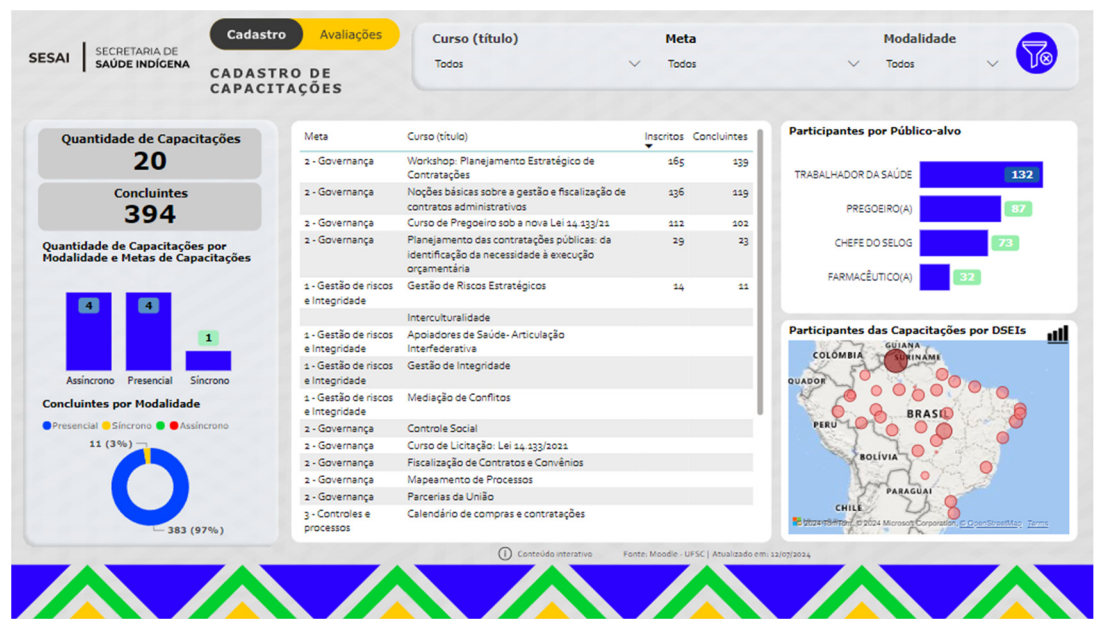 SESAI
SECRETARIA DE
SAÚDE INDÍGENA
Cadastro
Avaliações
CADASTRO DE
CAPACITAÇÕES
Curso (título)
Todos
Meta
Todos
Modalidade
Todos
Quantidade de Capacitações
20
Concluintes
394
Quantidade de Capacitações por
Modalidade e Metas de Capacitações
4
4
1
Assíncrono
Presencial
Síncrono
Concluintes por Modalidade
Presencial
Síncrono
Assíncrono
11 (3%)
383 (97%)
Meta Curso (título) Inscritos Concluintes
2 - Governança Workshop: Planejamento Estratégico de 165 139
Contratações
2 - Governança Noções básicas sobre a gestão e fiscalização de 136 119
contratos administrativos
2 - Governança Curso de Pregoeiro sob a nova Lei 14.133/21 112 102
2 - Governança Planejamento das contratações públicas: da 29 23
identificação da necessidade à execução
orçamentária
1 - Gestão de riscos Gestão de Riscos Estratégicos 14 11
e Integridade
Interculturalidade
1 - Gestão de riscos Apoiadores de Saúde- Articulação
e Integridade Interfederativa
1 - Gestão de riscos Gestão de Integridade
e Integridade
1 - Gestão de riscos Mediação de Conflitos
e Integridade
2 - Governança Controle Social
2 - Governança Curso de Licitação: Lei 14.133/2021
2 - Governança Fiscalização de Contratos e Convênios
2 - Governança Mapeamento de Processos
2 - Governança Parcerias da União
3 - Controles e Calendário de compras e contratações
processos
Participantes por Público-alvo
TRABALHADOR DA SAÚDE 132
PREGOEIRO(A) 87
CHEFE DO SELOG 73
FARMACÊUTICO(A) 32
Participantes das Capacitações por DSEIs
GUIANA
COLÔMBIA
SURINAME
QUADOR
BRASIL
PERU
BOLÍVIA
PARAGUAI
CHILE
2024 Microsoft Corporation, © OpenStreetMap Terms
Conteúdo interativo
Fonte: Moodle - UFSC | Atualizado em: 12/07/2024